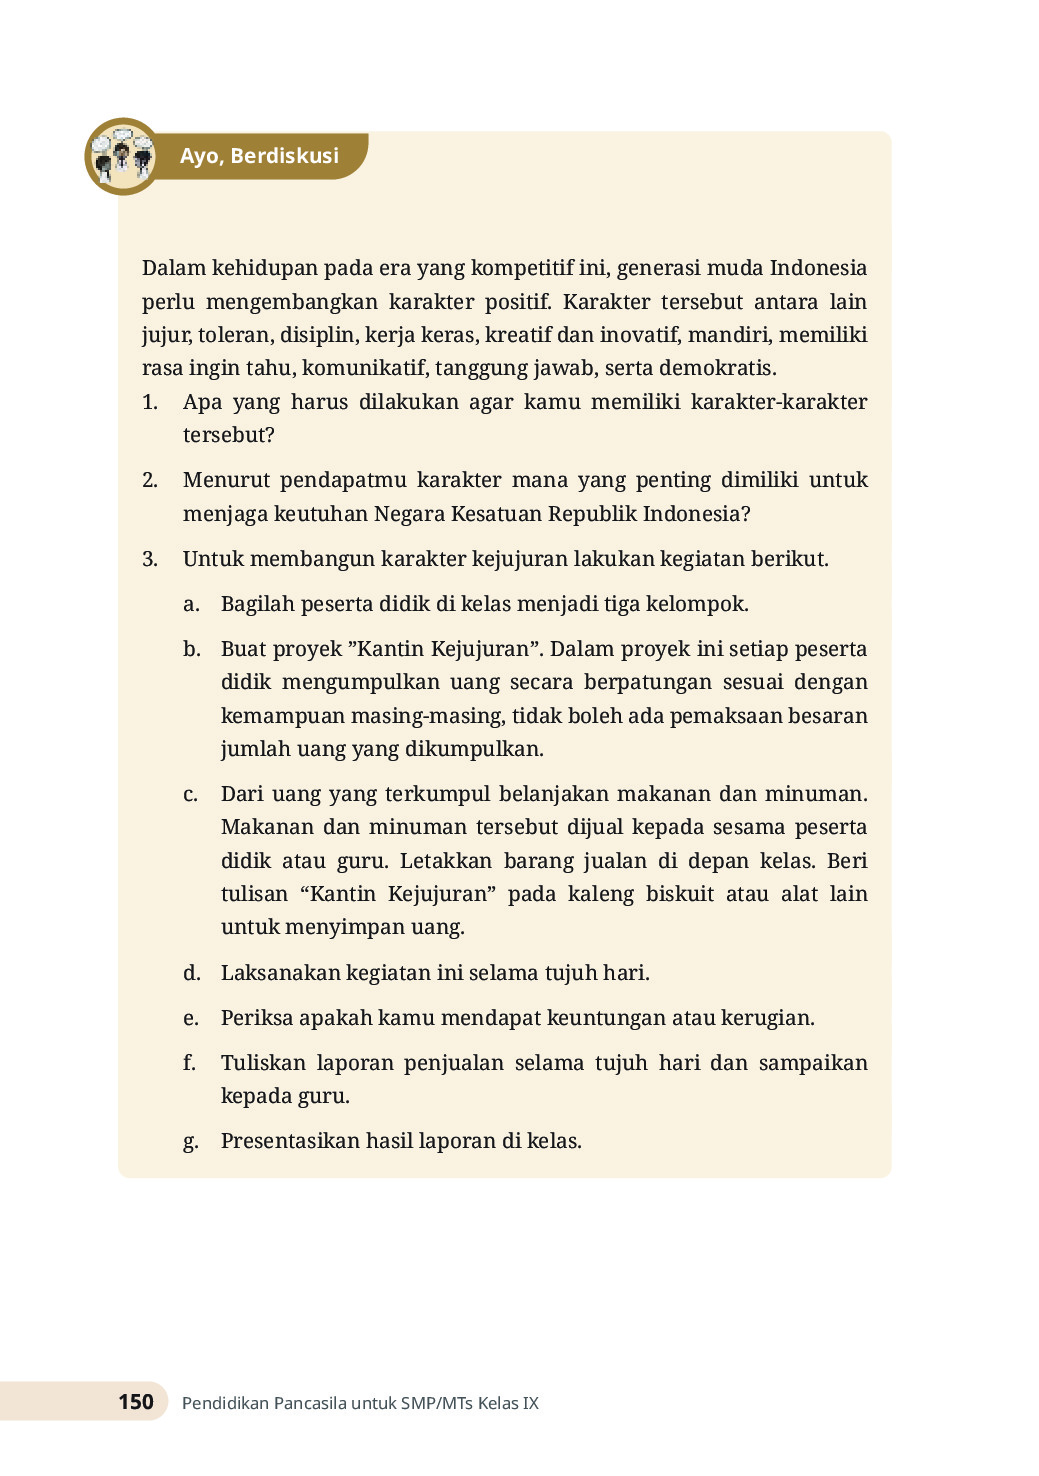 Ayo, Berdiskusi
Dalam kehidupan pada era yang kompetitif ini, generasi muda Indonesia
perlu mengembangkan karakter positif. Karakter tersebut antara lain
jujur, toleran, disiplin, kerja keras, kreatif dan inovatif, mandiri, memiliki
rasa ingin tahu, komunikatif, tanggung jawab, serta demokratis.
1. Apa yang harus dilakukan agar kamu memiliki karakter-karakter
tersebut?
2. Menurut pendapatmu karakter mana yang penting dimiliki untuk
menjaga keutuhan Negara Kesatuan Republik Indonesia?
3. Untuk membangun karakter kejujuran lakukan kegiatan berikut.
a. Bagilah peserta didik di kelas menjadi tiga kelompok.
b. Buat proyek ”Kantin Kejujuran”. Dalam proyek ini setiap peserta
didik mengumpulkan uang secara berpatungan sesuai dengan
kemampuan masing-masing, tidak boleh ada pemaksaan besaran
jumlah uang yang dikumpulkan.
c. Dari uang yang terkumpul belanjakan makanan dan minuman.
Makanan dan minuman tersebut dijual kepada sesama peserta
didik atau guru. Letakkan barang jualan di depan kelas. Beri
tulisan “Kantin Kejujuran” pada kaleng biskuit atau alat lain
untuk menyimpan uang.
d. Laksanakan kegiatan ini selama tujuh hari.
e. Periksa apakah kamu mendapat keuntungan atau kerugian.
f. Tuliskan laporan penjualan selama tujuh hari dan sampaikan
kepada guru.
g. Presentasikan hasil laporan di kelas.
150 Pendidikan Pancasila untuk SMP/MTs Kelas IX